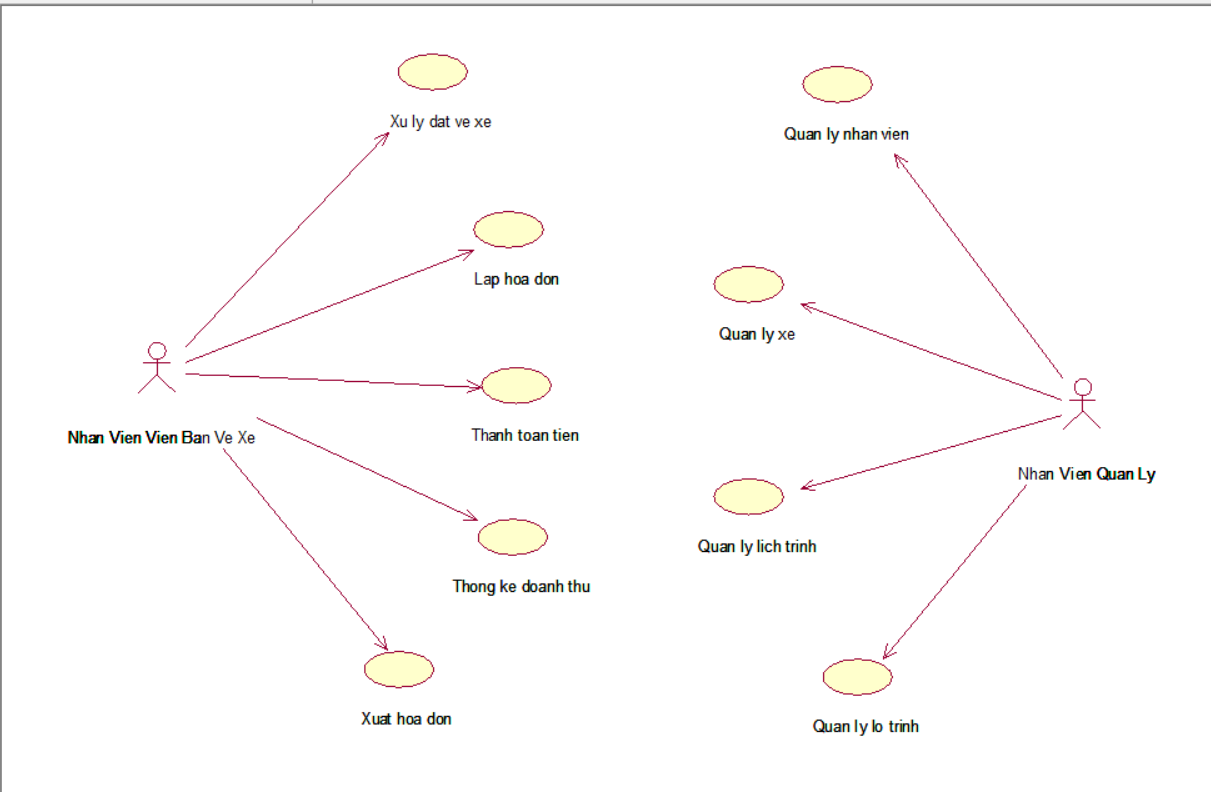 Xu ly dat ve xe
Lap hoa don
Thanh toan tien
Nhan Vien Vien Ban Ve Xe
Thong ke doanh thu
Xuat hoa don
Quan ly nhan vien
Quan ly xe
Nhan Vien Quan Ly
Quan ly lich trinh
Quan ly lo trinh